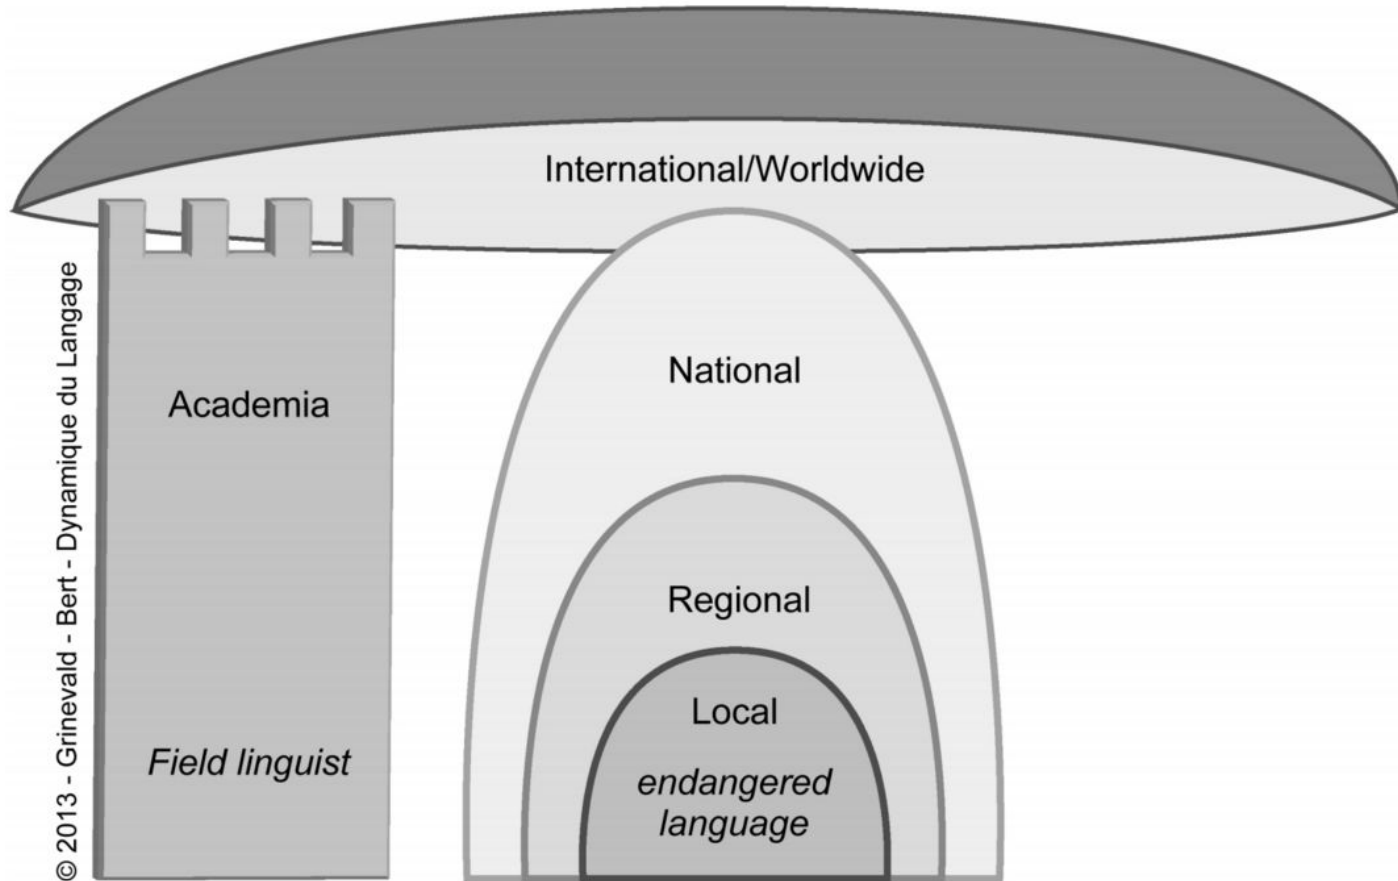 International/Worldwide
© 2013 - Grinevald - Bert - Dynamique du Langage
Academia
Field linguist
National
Regional
Local
endangered
language